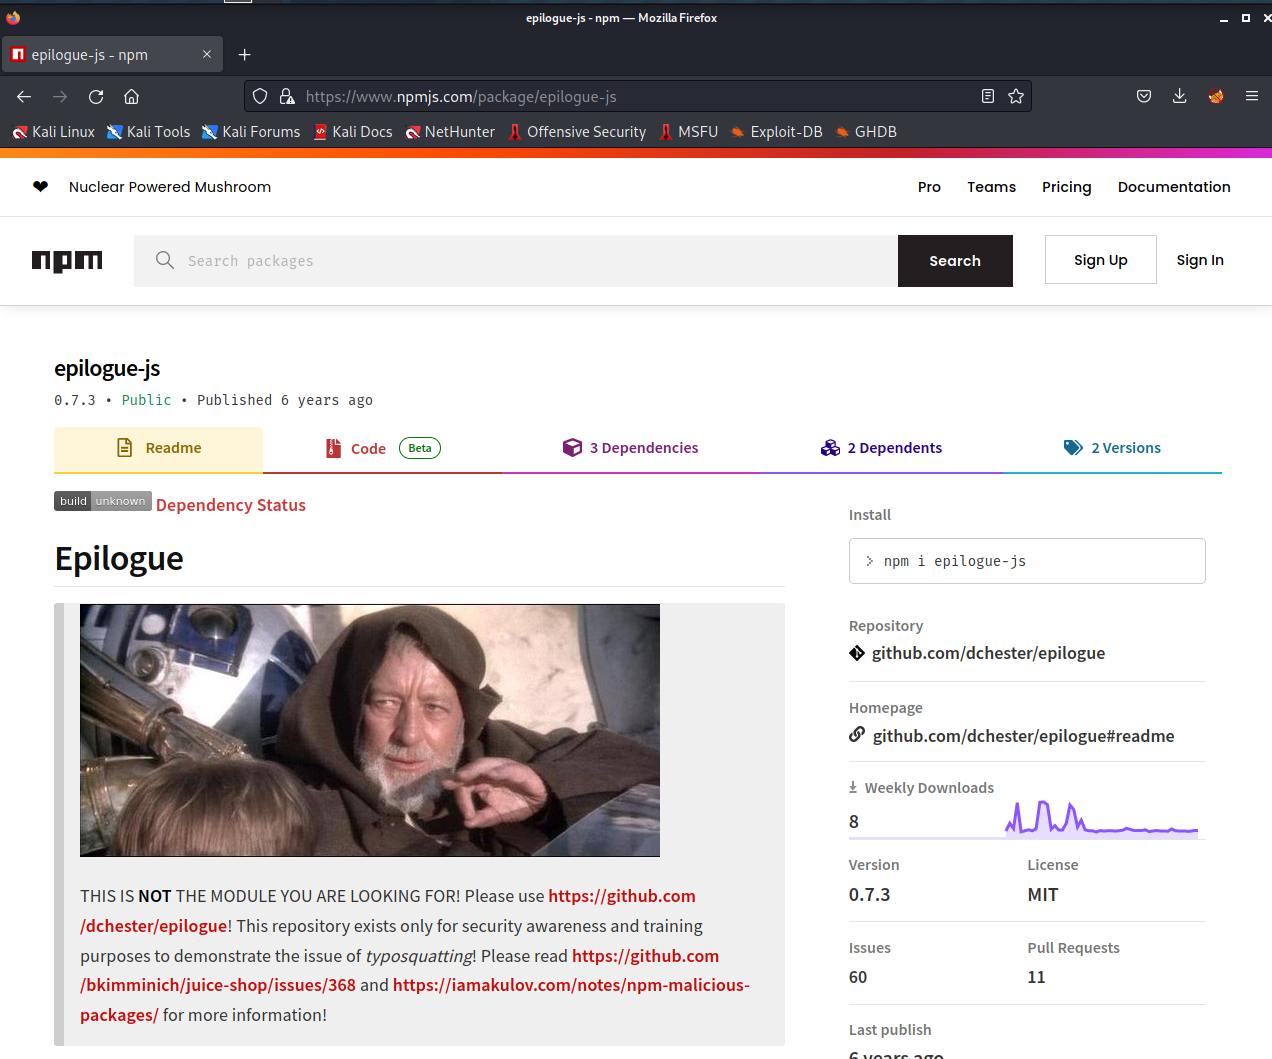 epilogue-js - npm — Mozilla Firefox
epilogue-js - npm
https://www.npmjs.com/package/epilogue-js
Kali Linux Kali Tools Kali Forums Kali Docs NetHunter Offensive Security MSFU Exploit-DB GHDB
❤ Nuclear Powered Mushroom
Pro Teams Pricing Documentation
npm
Search packages
Search
Sign Up
Sign In
epilogue-js
0.7.3 • Public • Published 6 years ago
Readme
Code Beta
3 Dependencies
2 Dependents
2 Versions
build unknown Dependency Status
Epilogue
THIS IS NOT THE MODULE YOU ARE LOOKING FOR! Please use https://github.com
/dchester/epilogue! This repository exists only for security awareness and training
purposes to demonstrate the issue of typosquatting! Please read https://github.com
/bkimminich/juice-shop/issues/368 and https://iamakulov.com/notes/npm-malicious-
packages/ for more information!
Install
> npm i epilogue-js
Repository
github.com/dchester/epilogue
Homepage
github.com/dchester/epilogue#readme
Weekly Downloads
8
Version
0.7.3
License
MIT
Issues
60
Pull Requests
11
Last publish
6 years ago